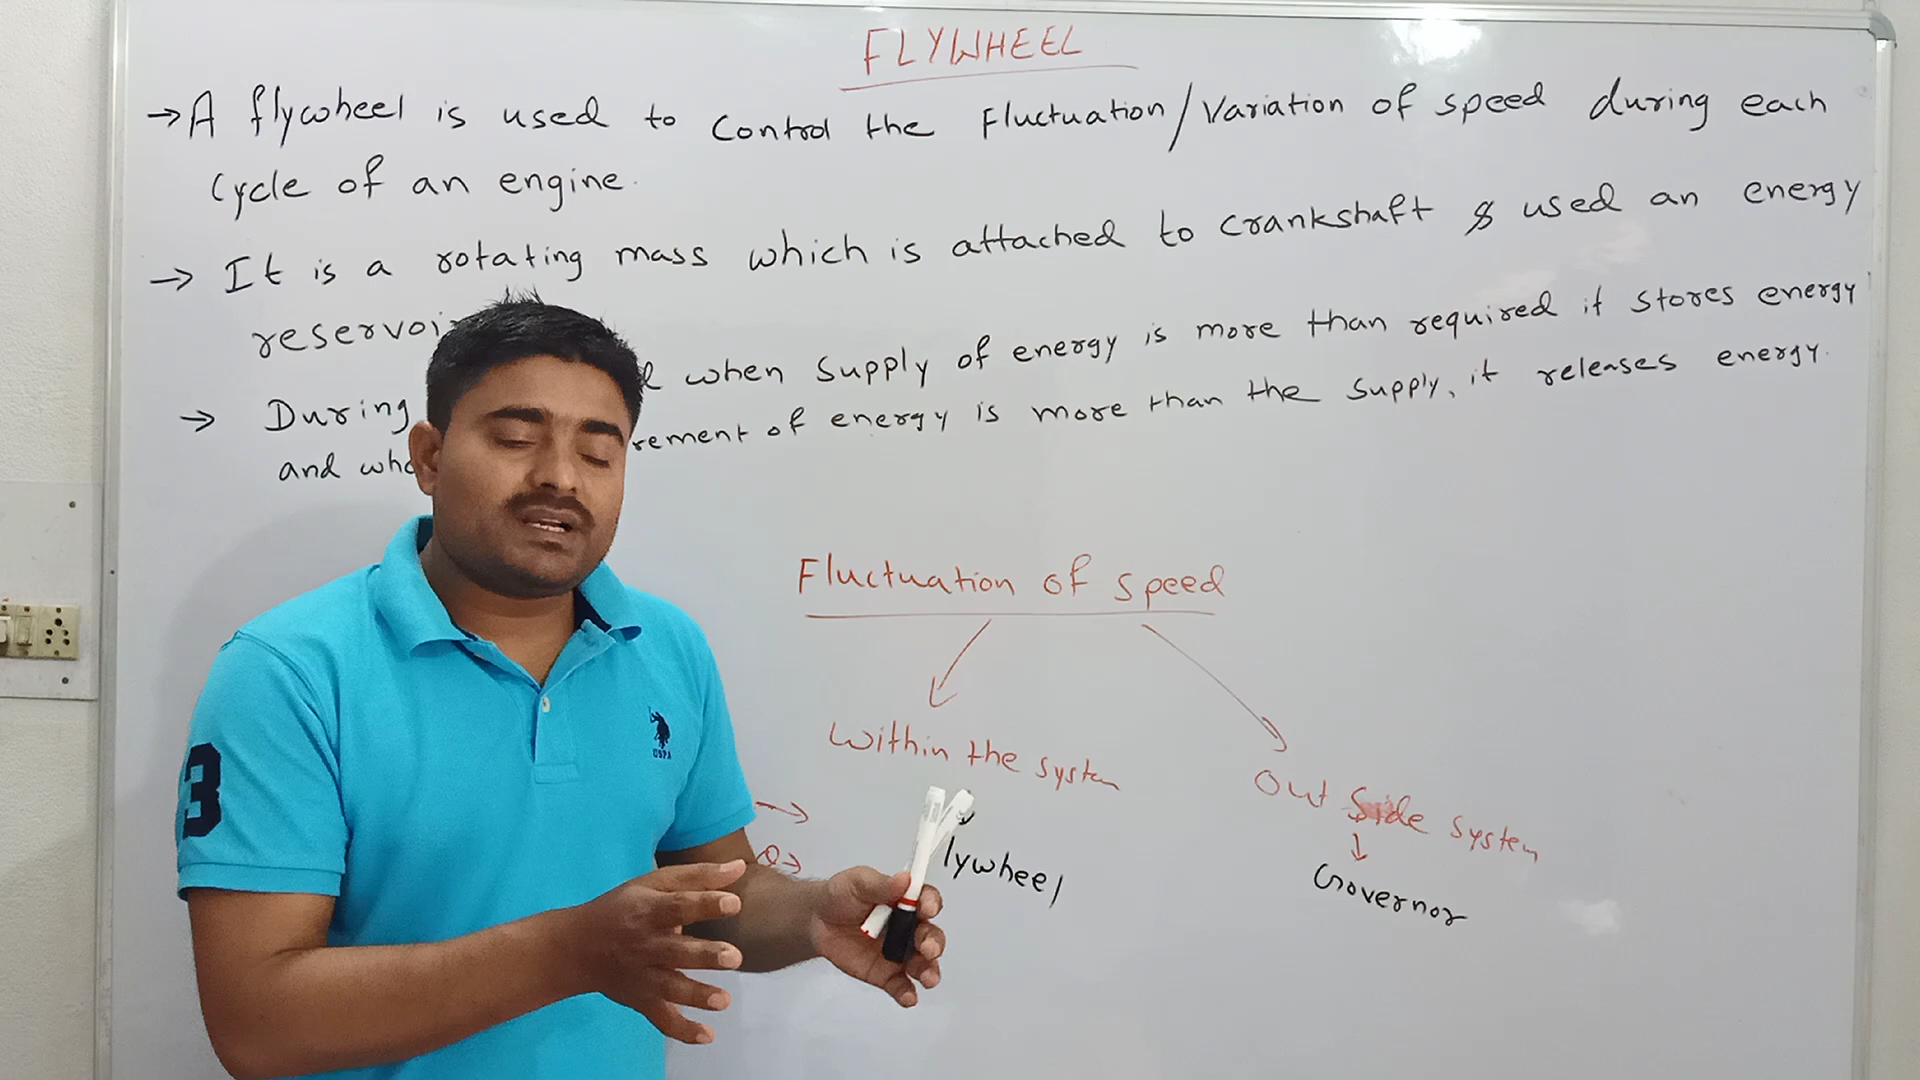 FLYWHEEL
→ A flywheel is used to control the Fluctuation/Variation of speed during each
cycle of an engine.
→ It is a rotating mass which is attached to crankshaft & used an energy
reservoir
→ During when supply of energy is more than required it stores energy
and of energy is more than the supply, it releases energy.
Fluctuation of speed
Within the system
Out Side system
lywheel
Governor
USPA
3